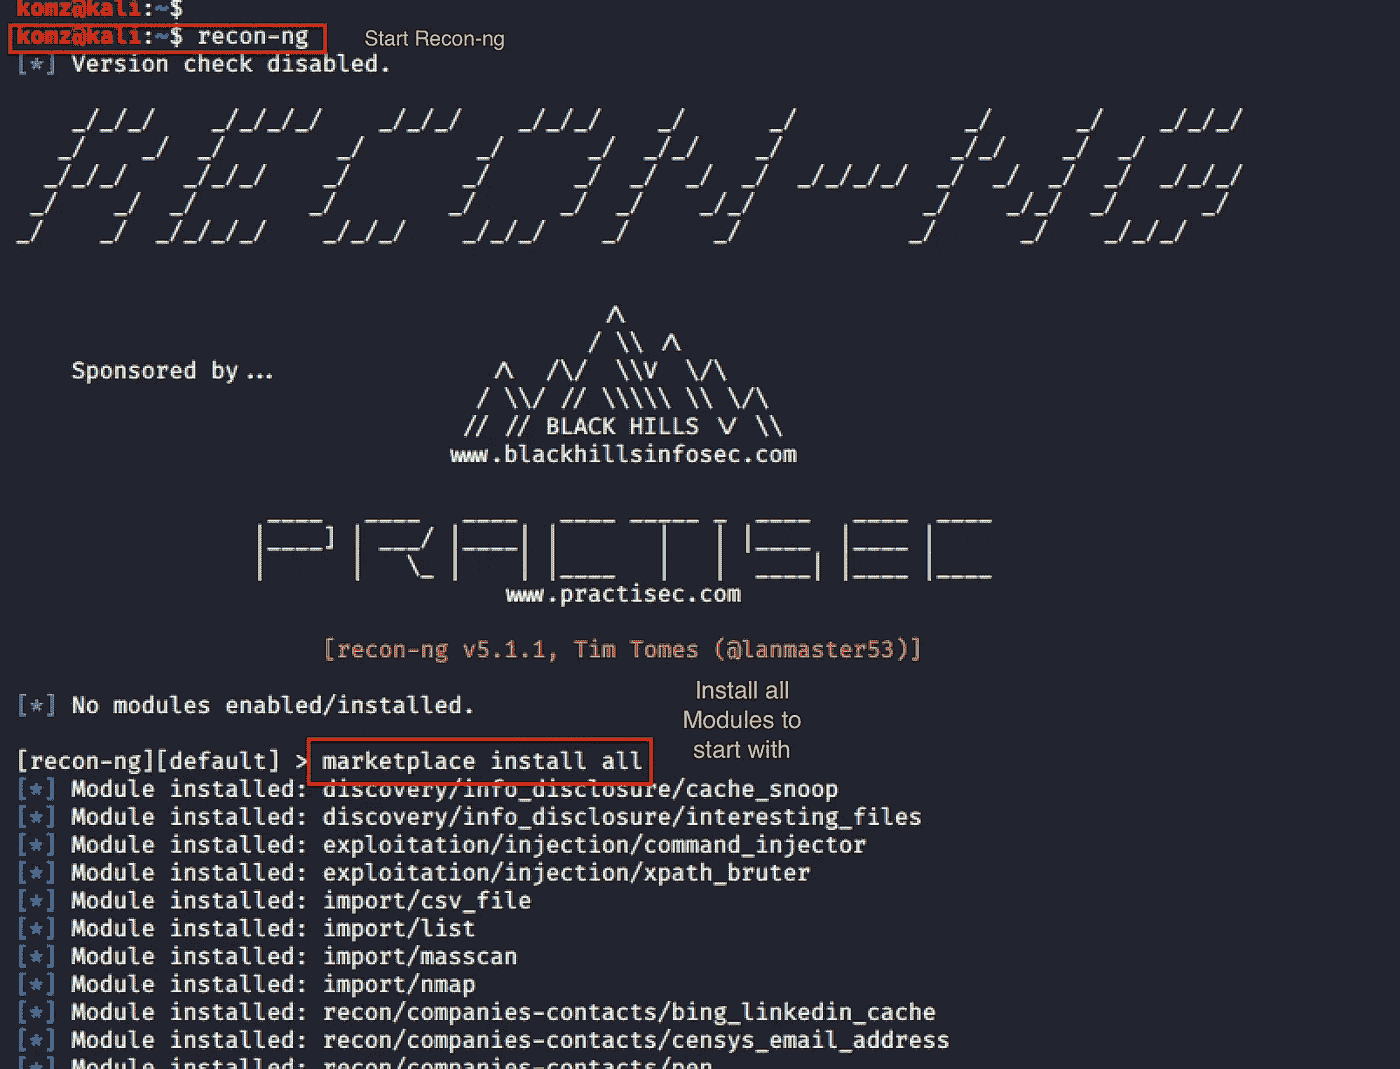 komz@kali:~$
komz@kali:~$ recon-ng
Start Recon-ng
[*] Version check disabled.
RECON-NG
Sponsored by ...
BLACK HILLS
www.blackhillsinfosec.com
PRACTISEC
www.practisec.com
[recon-ng v5.1.1, Tim Tomes (@lanmaster53)]
[*] No modules enabled/installed.
Install all
Modules to
start with
[recon-ng][default] > marketplace install all
[*] Module installed: discovery/info_disclosure/cache_snoop
[*] Module installed: discovery/info_disclosure/interesting_files
[*] Module installed: exploitation/injection/command_injector
[*] Module installed: exploitation/injection/xpath_bruter
[*] Module installed: import/csv_file
[*] Module installed: import/list
[*] Module installed: import/masscan
[*] Module installed: import/nmap
[*] Module installed: recon/companies-contacts/bing_linkedin_cache
[*] Module installed: recon/companies-contacts/censys_email_address
[*] Module installed: recon/companies-contacts/pen